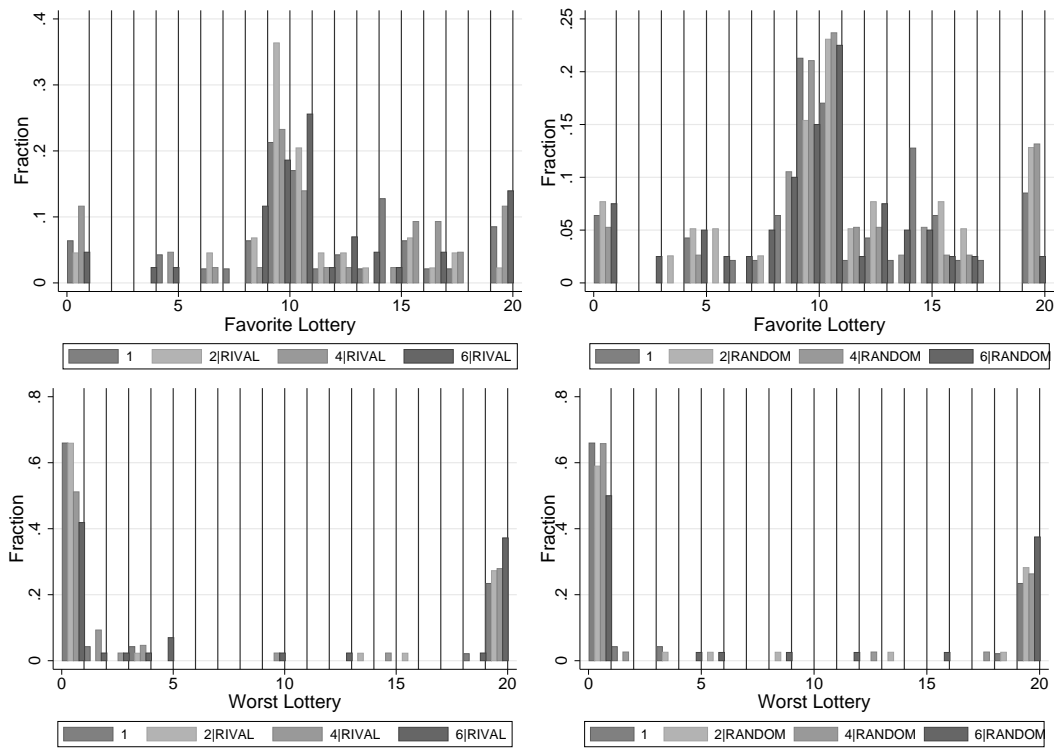 .4
.3
.2
.1
0
Fraction
0 5 10 15 20
Favorite Lottery
1 2|RIVAL 4|RIVAL 6|RIVAL
.25
.2
.15
.1
.05
0
Fraction
0 5 10 15 20
Favorite Lottery
1 2|RANDOM 4|RANDOM 6|RANDOM
.8
.6
.4
.2
0
Fraction
0 5 10 15 20
Worst Lottery
1 2|RIVAL 4|RIVAL 6|RIVAL
.8
.6
.4
.2
0
Fraction
0 5 10 15 20
Worst Lottery
1 2|RANDOM 4|RANDOM 6|RANDOM